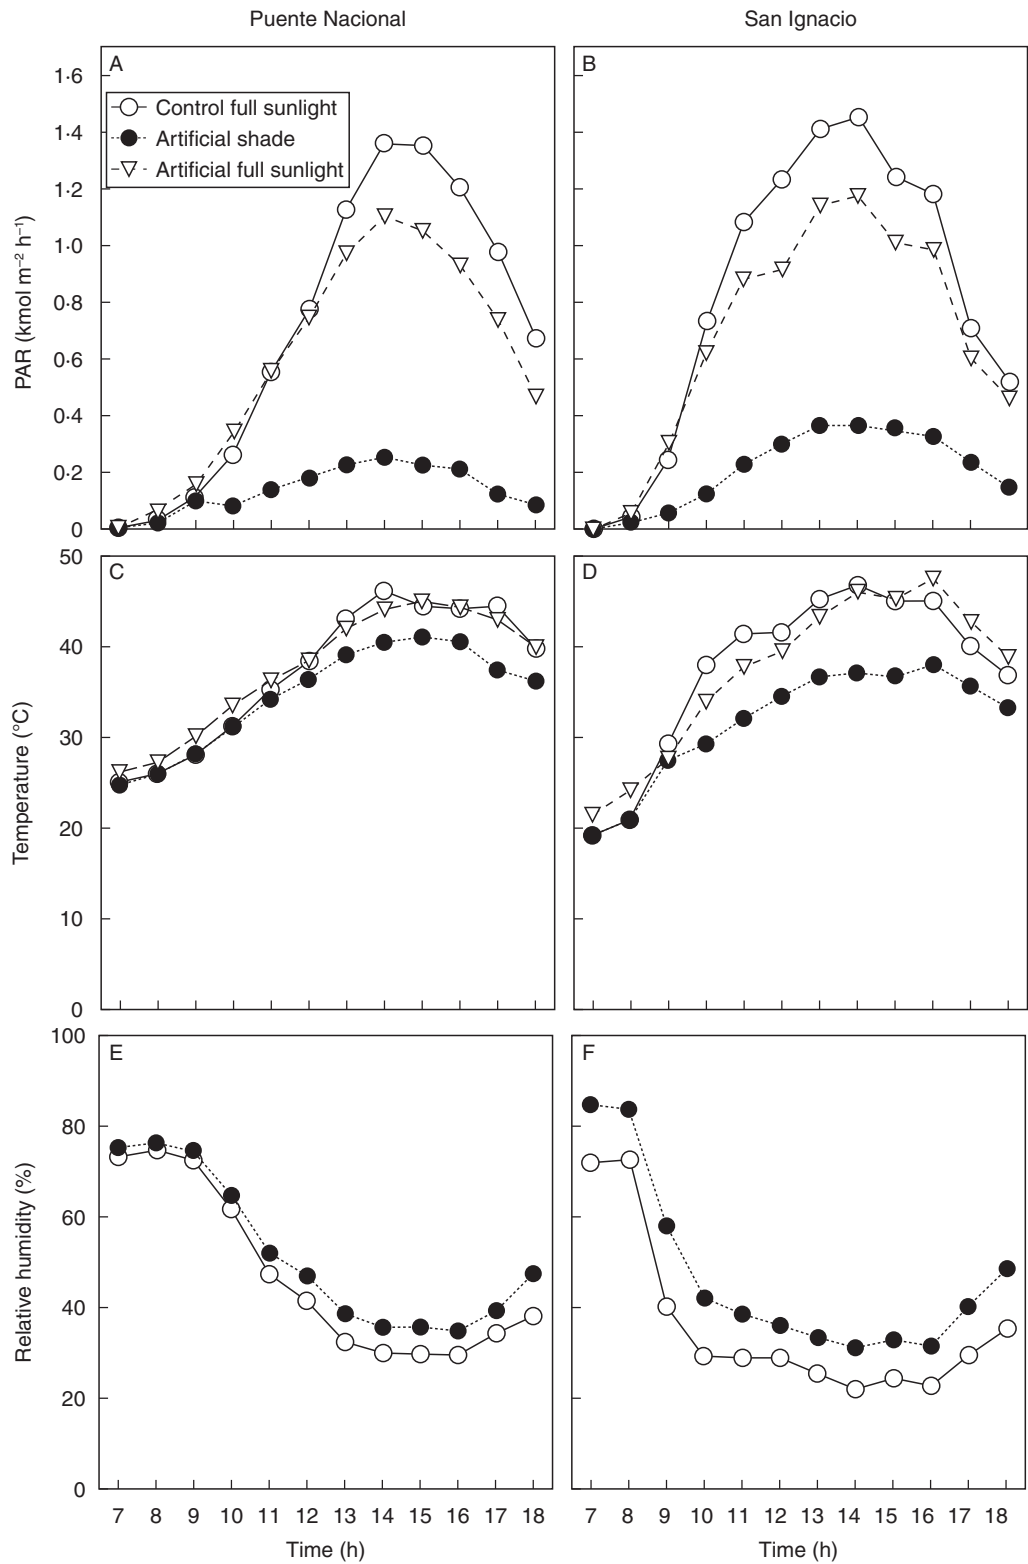 Puente Nacional
San Ignacio
A
B
Control full sunlight
Artificial shade
Artificial full sunlight
PAR (kmol m⁻² h⁻¹)
1·6
1·4
1·2
1·0
0·8
0·6
0·4
0·2
0
C
D
Temperature (°C)
50
40
30
20
10
0
E
F
Relative humidity (%)
100
80
60
40
20
0
7 8 9 10 11 12 13 14 15 16 17 18
7 8 9 10 11 12 13 14 15 16 17 18
Time (h)
Time (h)